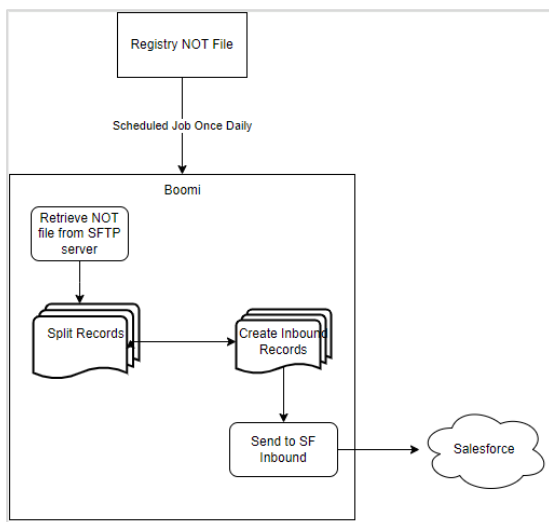 Registry NOT File
Scheduled Job Once Daily
Boomi
Retrieve NOT
file from SFTP
server
Split Records
Create Inbound
Records
Send to SF
Inbound
Salesforce